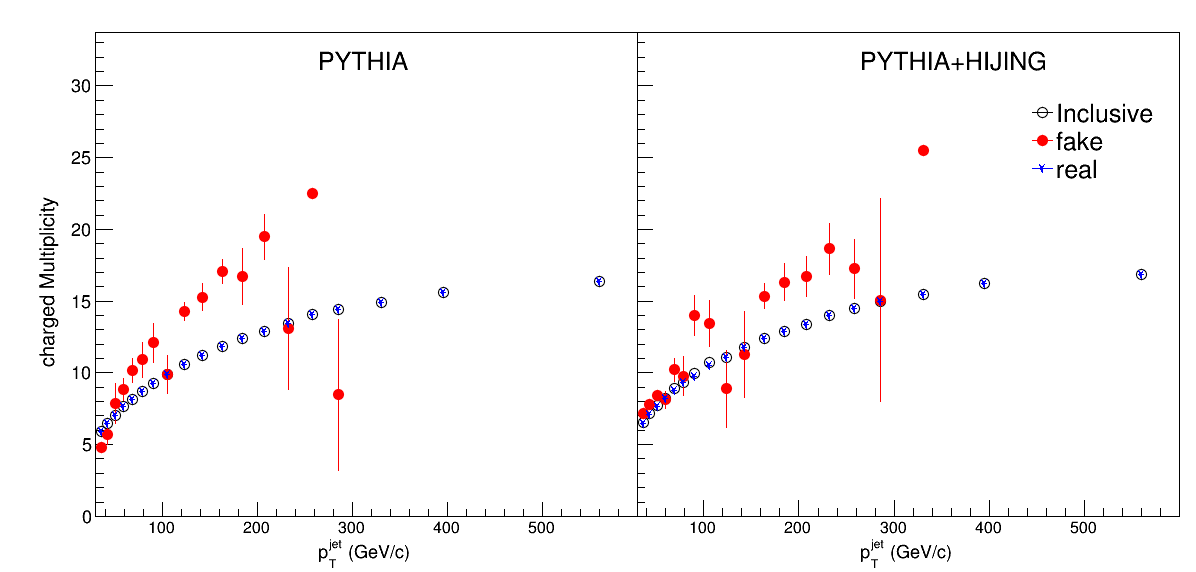 PYTHIA
PYTHIA+HIJING
Inclusive
fake
real
charged Multiplicity
30
25
20
15
10
5
0
100 200 300 400 500
100 200 300 400 500
p_T^jet (GeV/c)
p_T^jet (GeV/c)